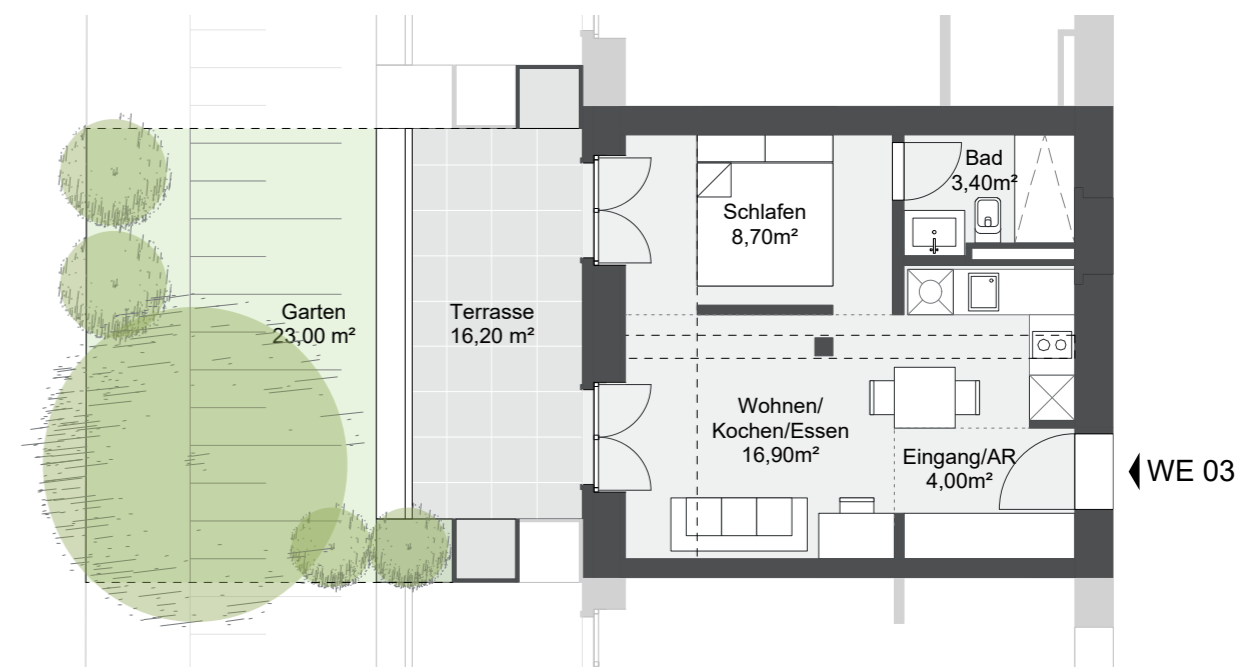 Bad
3,40m²
Schlafen
8,70m²
Garten
23,00 m²
Terrasse
16,20 m²
Wohnen/
Kochen/Essen
16,90m²
Eingang/AR
4,00m²
WE 03